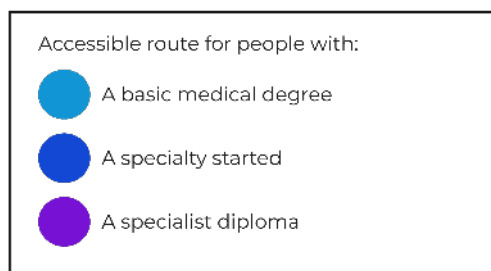 Accessible route for people with:
A basic medical degree
A specialty started
A specialist diploma